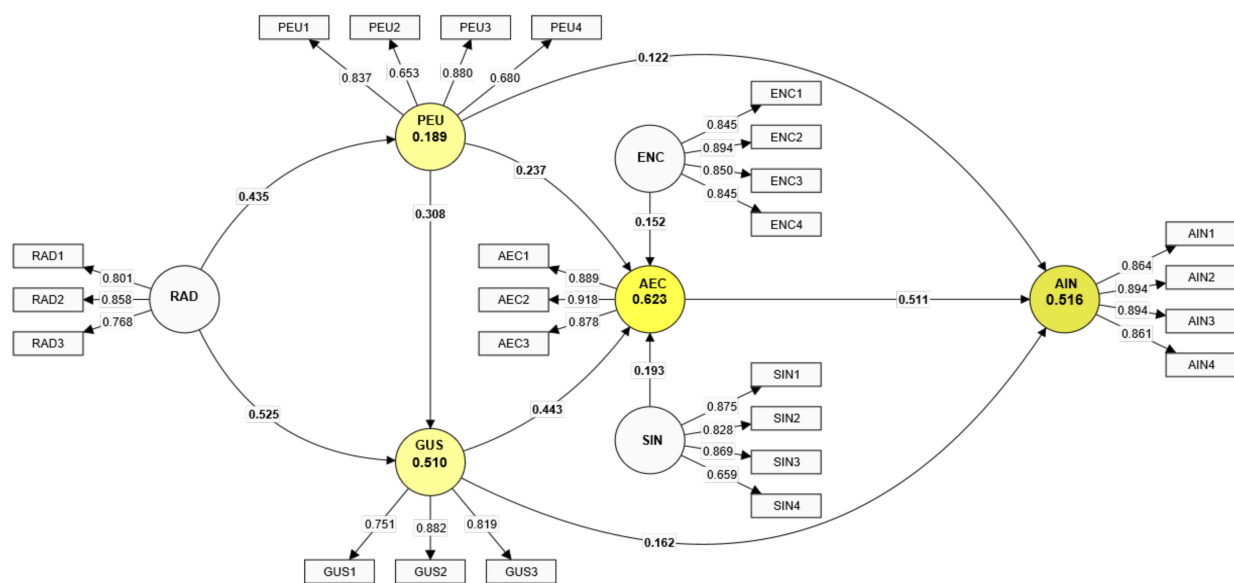 PEU1 PEU2 PEU3 PEU4
0.837 0.653 0.880 0.680
PEU
0.189
0.122
ENC1
ENC2
ENC3
ENC4
0.845
0.894
0.850
0.845
ENC
0.435
0.237
0.308
0.152
RAD1
RAD2
RAD3
0.801
0.858
0.768
RAD
AEC1
AEC2
AEC3
0.889
0.918
0.878
AEC
0.623
0.511
AIN
0.516
0.864
0.894
0.894
0.861
AIN1
AIN2
AIN3
AIN4
0.525
0.443
0.193
GUS
0.510
SIN
0.875
0.828
0.869
0.659
SIN1
SIN2
SIN3
SIN4
0.162
0.751 0.882 0.819
GUS1 GUS2 GUS3